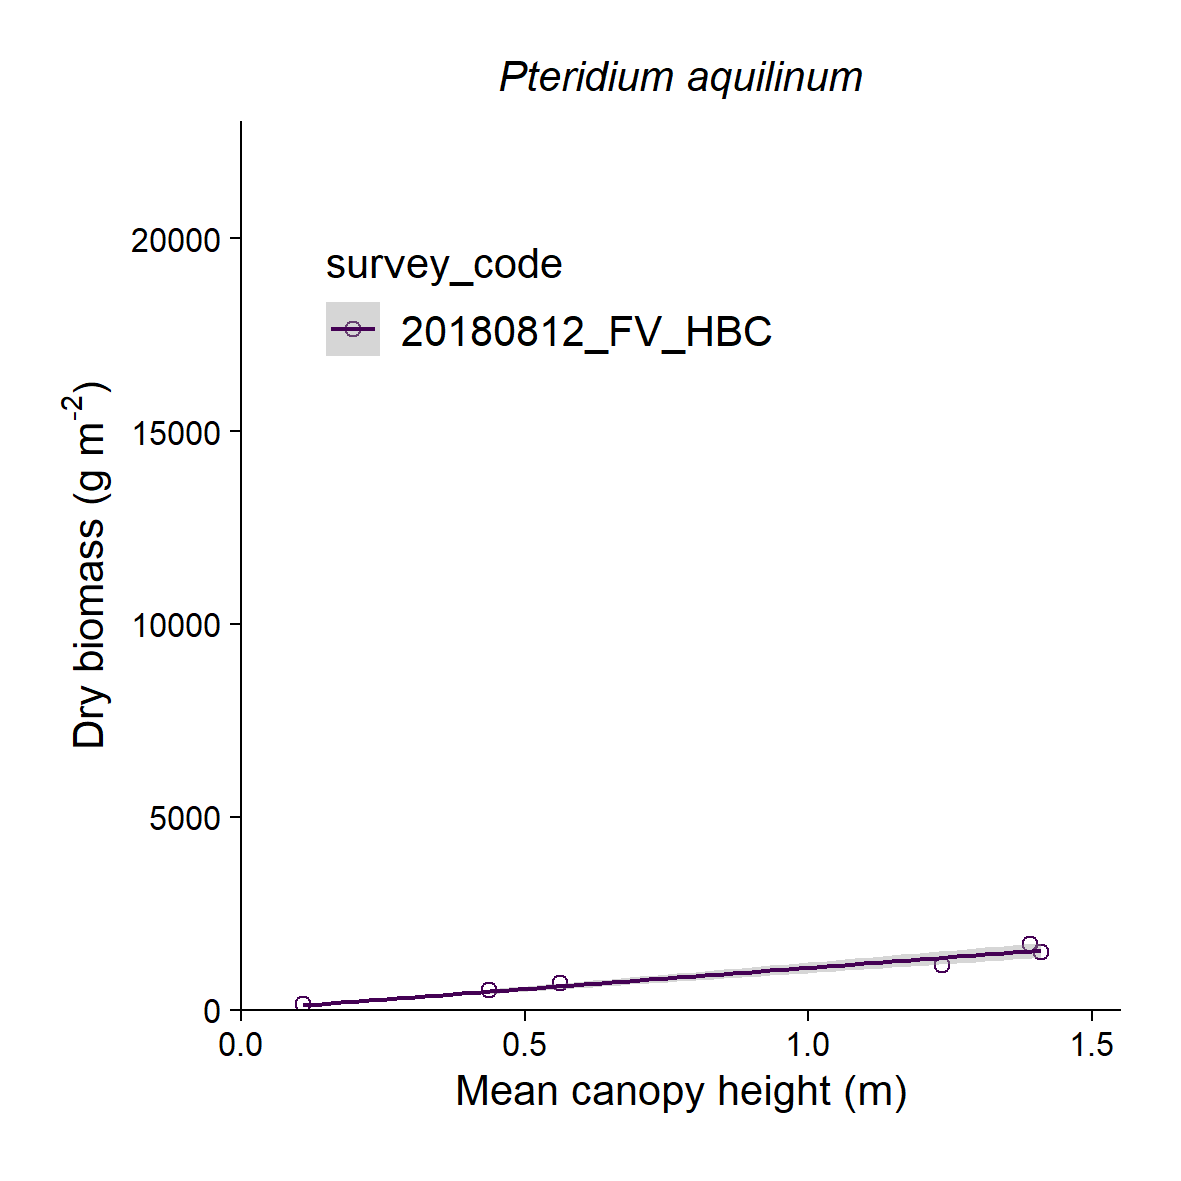 Pteridium aquilinum
survey_code
20180812_FV_HBC
Dry biomass (g m⁻²)
20000
15000
10000
5000
0
0.0 0.5 1.0 1.5
Mean canopy height (m)